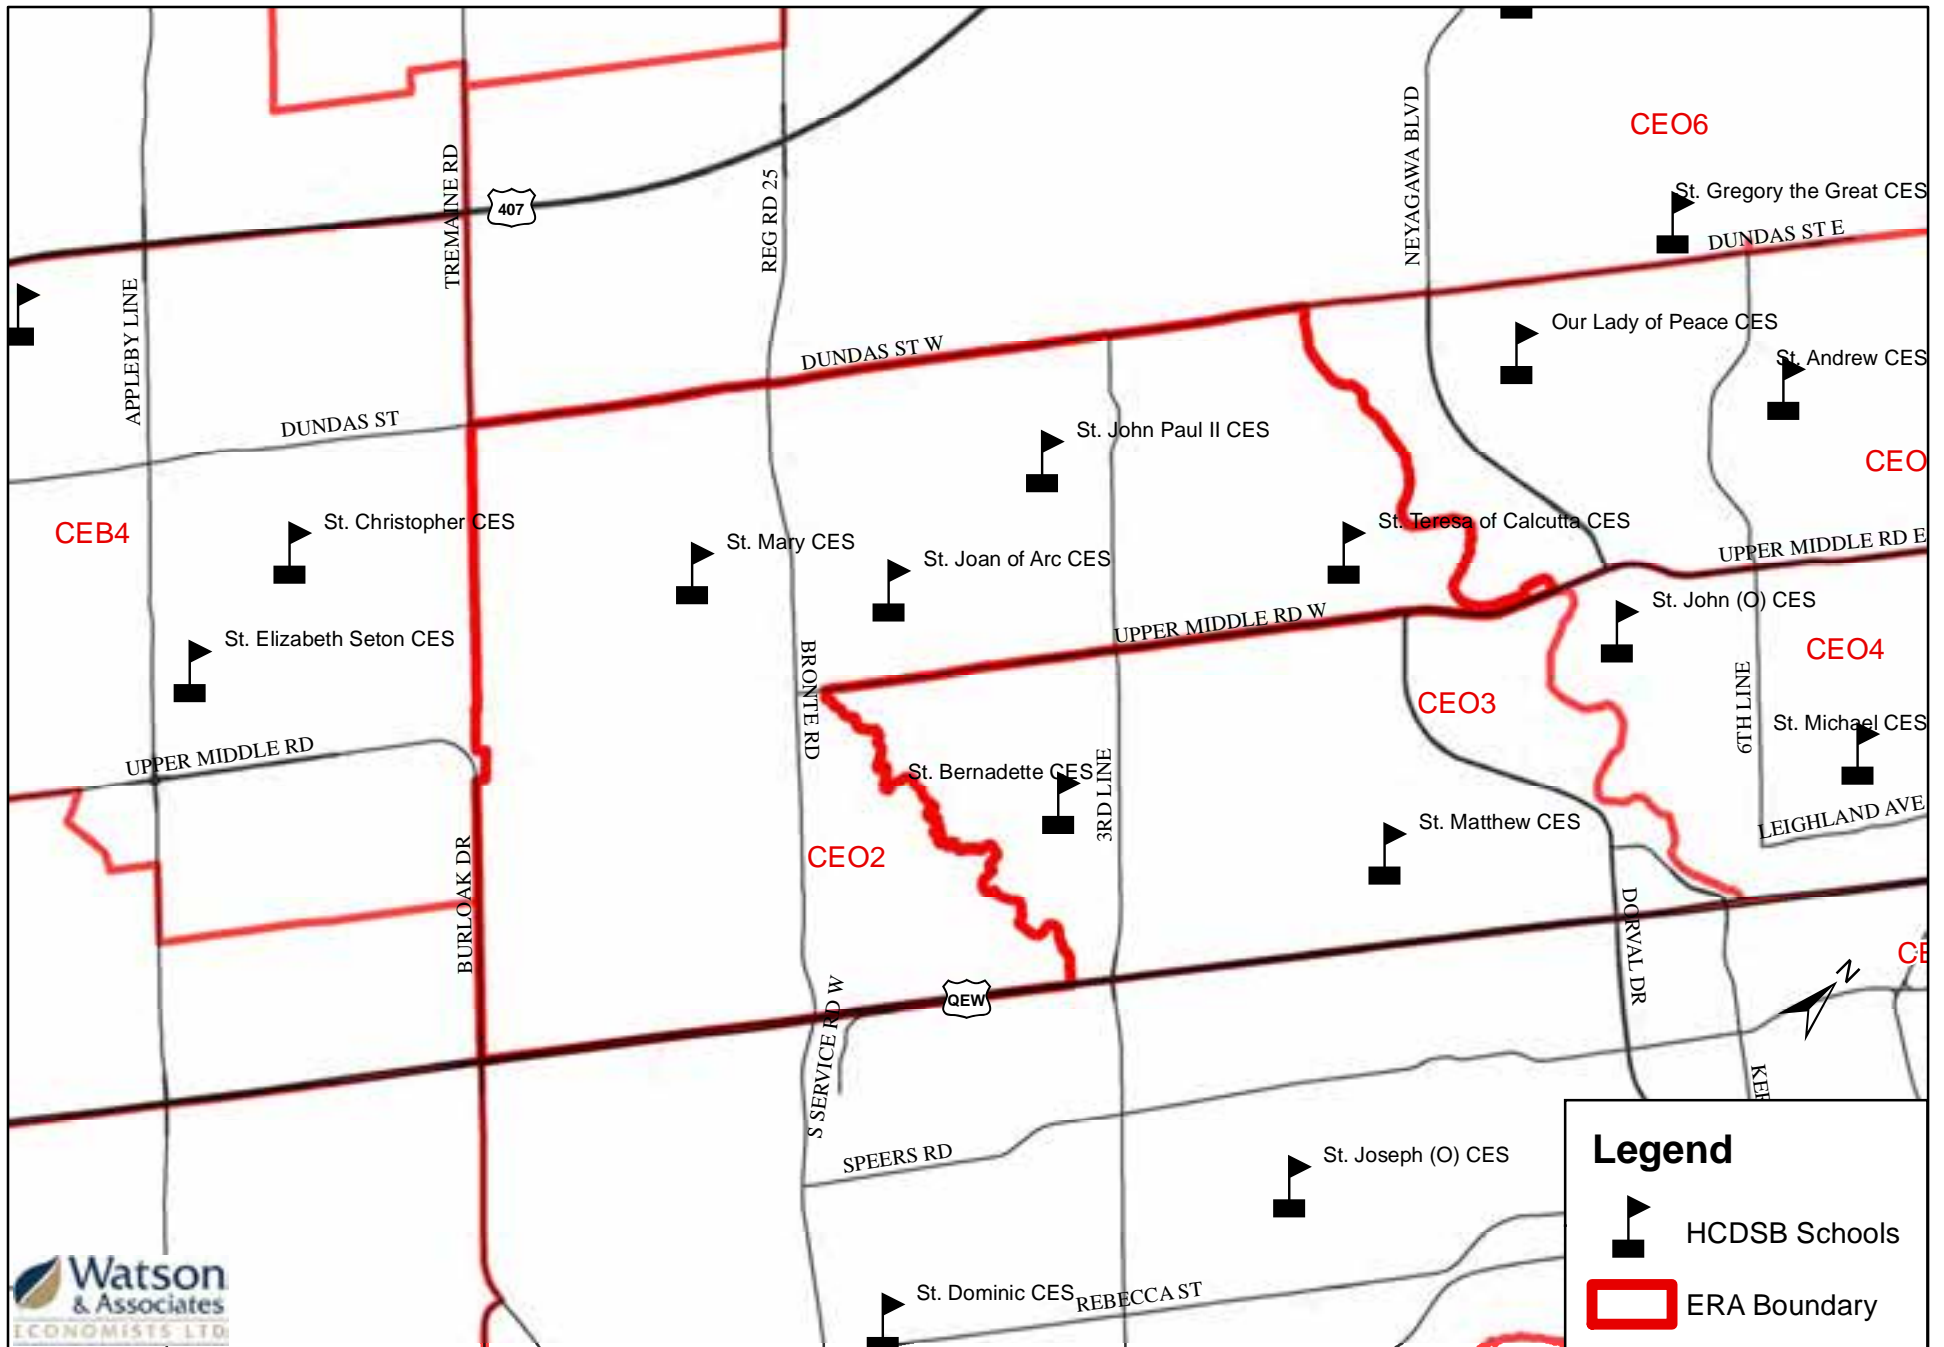 CEO6
NEYAGAWA BLVD
TREMAINE RD
REG RD 25
St. Gregory the Great CES
407
DUNDAS ST E
APPLEBY LINE
Our Lady of Peace CES
DUNDAS ST W
St. Andrew CES
DUNDAS ST
St. John Paul II CES
CEO
CEB4
St. Christopher CES
St. Teresa of Calcutta CES
St. Mary CES
St. Joan of Arc CES
UPPER MIDDLE RD E
St. John (O) CES
UPPER MIDDLE RD W
St. Elizabeth Seton CES
CEO4
BRONTE RD
CEO3
6TH LINE
St. Michael CES
UPPER MIDDLE RD
St. Bernadette CES
3RD LINE
LEIGHLAND AVE
St. Matthew CES
CEO2
BURLOAK DR
DORVAL DR
CE
N
QEW
S SERVICE RD W
KER
SPEERS RD
St. Joseph (O) CES
Legend
HCDSB Schools
ERA Boundary
St. Dominic CES
REBECCA ST
Watson
& Associates
ECONOMISTS LTD